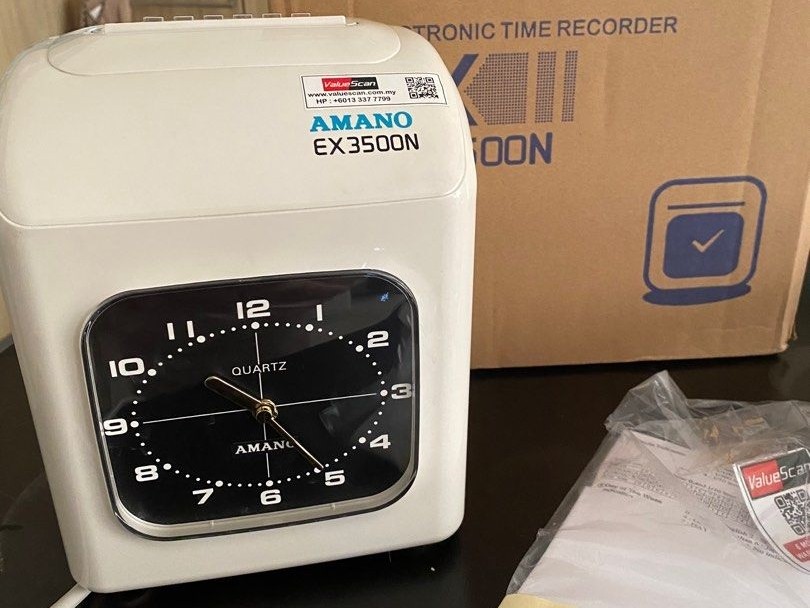 ValueScan
www.valuescan.com.my
HP : +6013 337 7799
AMANO
EX3500N
TRONIC TIME RECORDER
X
500N
12
1
2
3
4
5
6
7
8
9
10
11
QUARTZ
AMANO
ValueScan